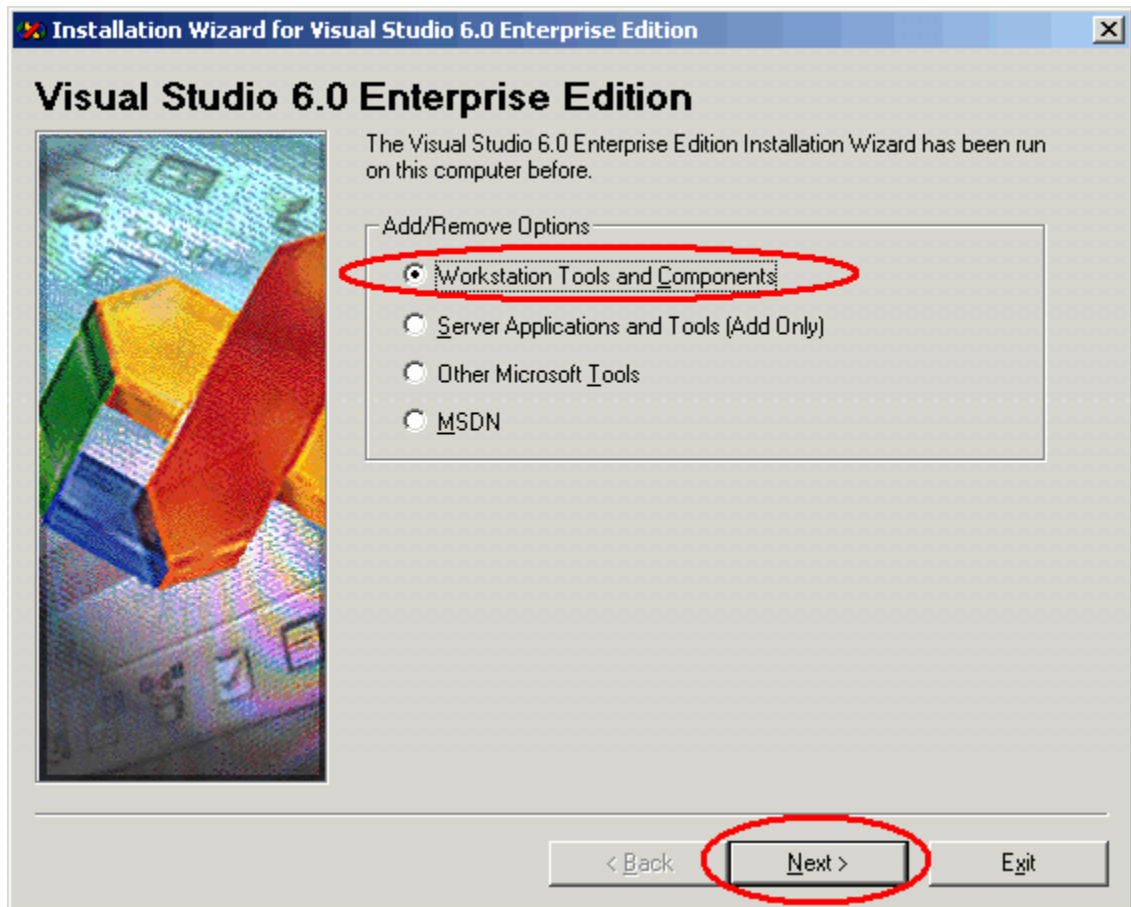 Installation Wizard for Visual Studio 6.0 Enterprise Edition
Visual Studio 6.0 Enterprise Edition
The Visual Studio 6.0 Enterprise Edition Installation Wizard has been run
on this computer before.
Add/Remove Options
Workstation Tools and Components
Server Applications and Tools (Add Only)
Other Microsoft Tools
MSDN
< Back
Next >
Exit